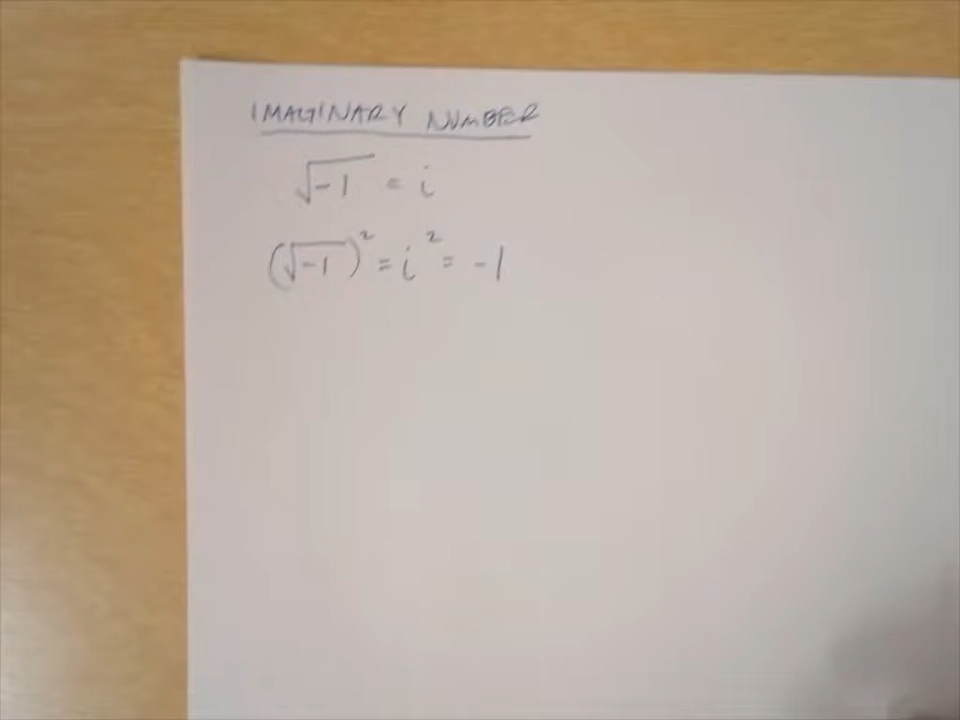 IMAGINARY NUMBER
√-1 = i
(√-1)² = i² = -1